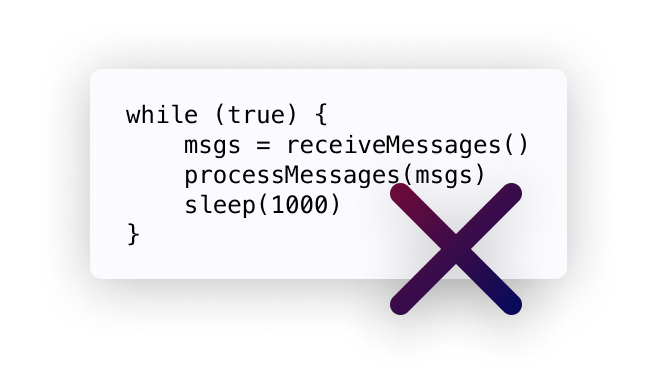 while (true) {
    msgs = receiveMessages()
    processMessages(msgs)
    sleep(1000)
}